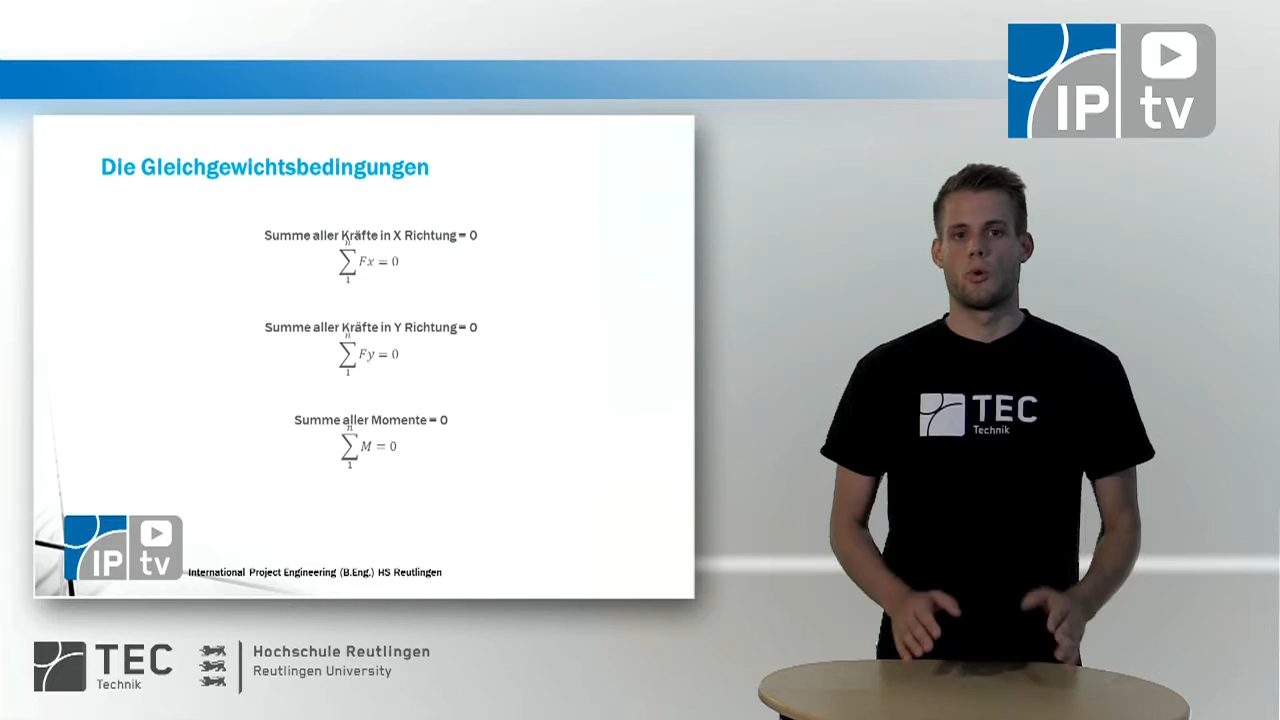 IP
tv
Die Gleichgewichtsbedingungen
Summe aller Kräfte in X Richtung = 0
n
∑ Fx = 0
1
Summe aller Kräfte in Y Richtung = 0
n
∑ Fy = 0
1
Summe aller Momente = 0
n
∑ M = 0
1
IP
tv
International Project Engineering (B.Eng.) HS Reutlingen
TEC
Technik
TEC
Technik
Hochschule Reutlingen
Reutlingen University